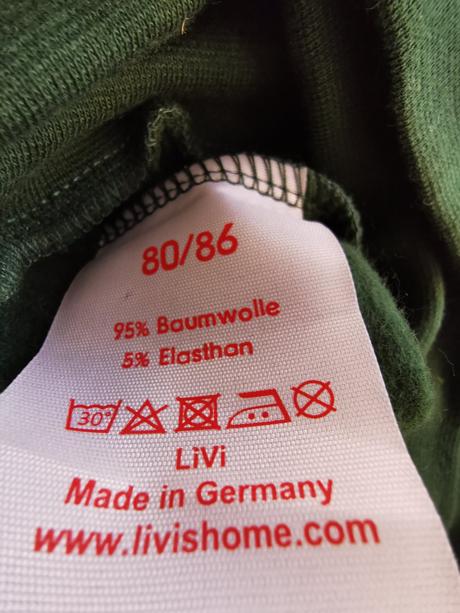 80/86
95% Baumwolle
5% Elasthan
30°
LiVi
Made in Germany
www.livishome.com